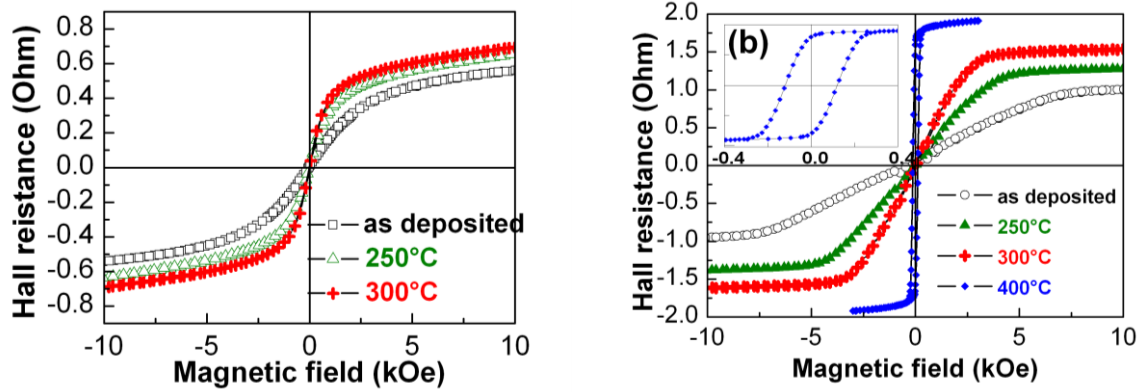 Hall reistance (Ohm)
0.8
0.6
0.4
0.2
0.0
-0.2
-0.4
-0.6
-0.8
as deposited
250°C
300°C
-10
-5
0
5
10
Magnetic field (kOe)
Hall resistance (Ohm)
2.0
1.5
1.0
0.5
0.0
-0.5
-1.0
-1.5
-2.0
(b)
-0.4
0.0
0.4
as deposited
250°C
300°C
400°C
-10
-5
0
5
10
Magnetic field (kOe)